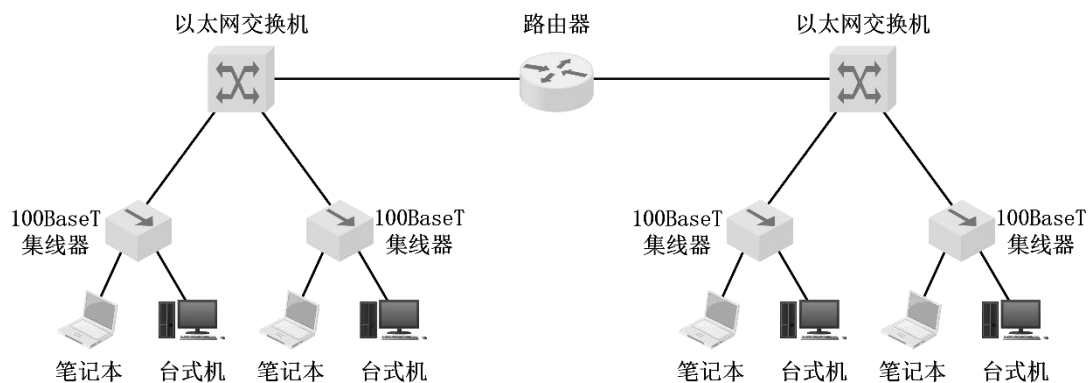 以太网交换机
路由器
以太网交换机
100BaseT
集线器
100BaseT
集线器
100BaseT
集线器
100BaseT
集线器
笔记本
台式机
笔记本
台式机
笔记本
台式机
笔记本
台式机